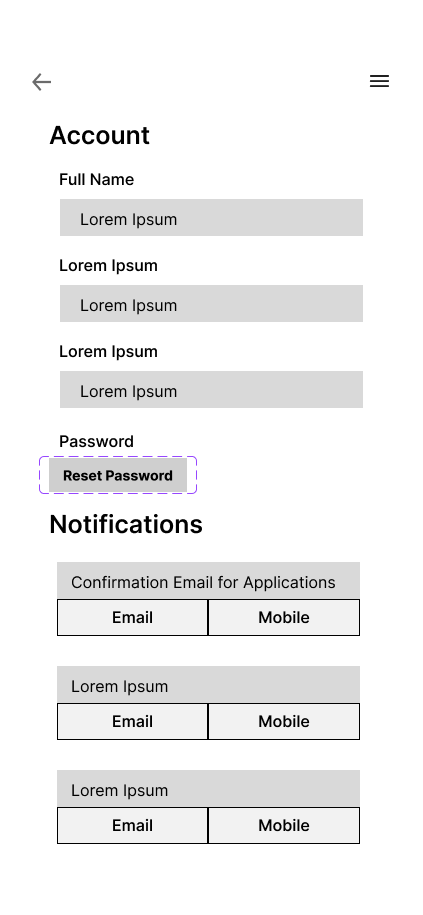 Account
Full Name
Lorem Ipsum
Lorem Ipsum
Lorem Ipsum
Lorem Ipsum
Lorem Ipsum
Password
Reset Password
Notifications
Confirmation Email for Applications
Email Mobile
Lorem Ipsum
Email Mobile
Lorem Ipsum
Email Mobile